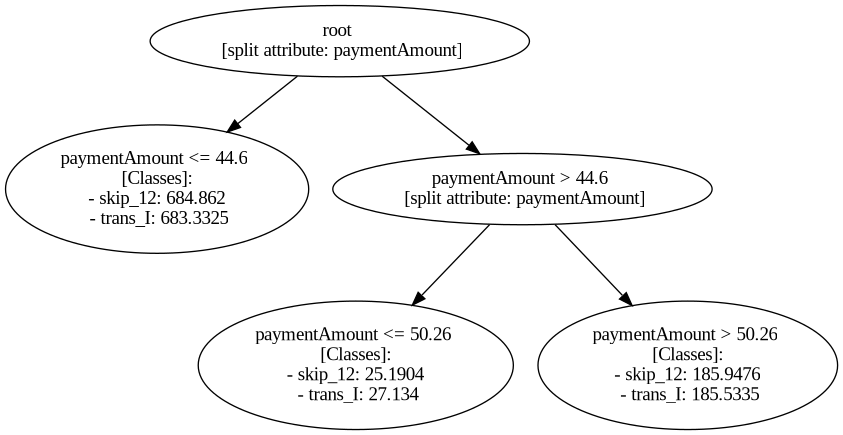 root
[split attribute: paymentAmount]
paymentAmount <= 44.6
[Classes]:
- skip_12: 684.862
- trans_I: 683.3325
paymentAmount > 44.6
[split attribute: paymentAmount]
paymentAmount <= 50.26
[Classes]:
- skip_12: 25.1904
- trans_I: 27.134
paymentAmount > 50.26
[Classes]:
- skip_12: 185.9476
- trans_I: 185.5335